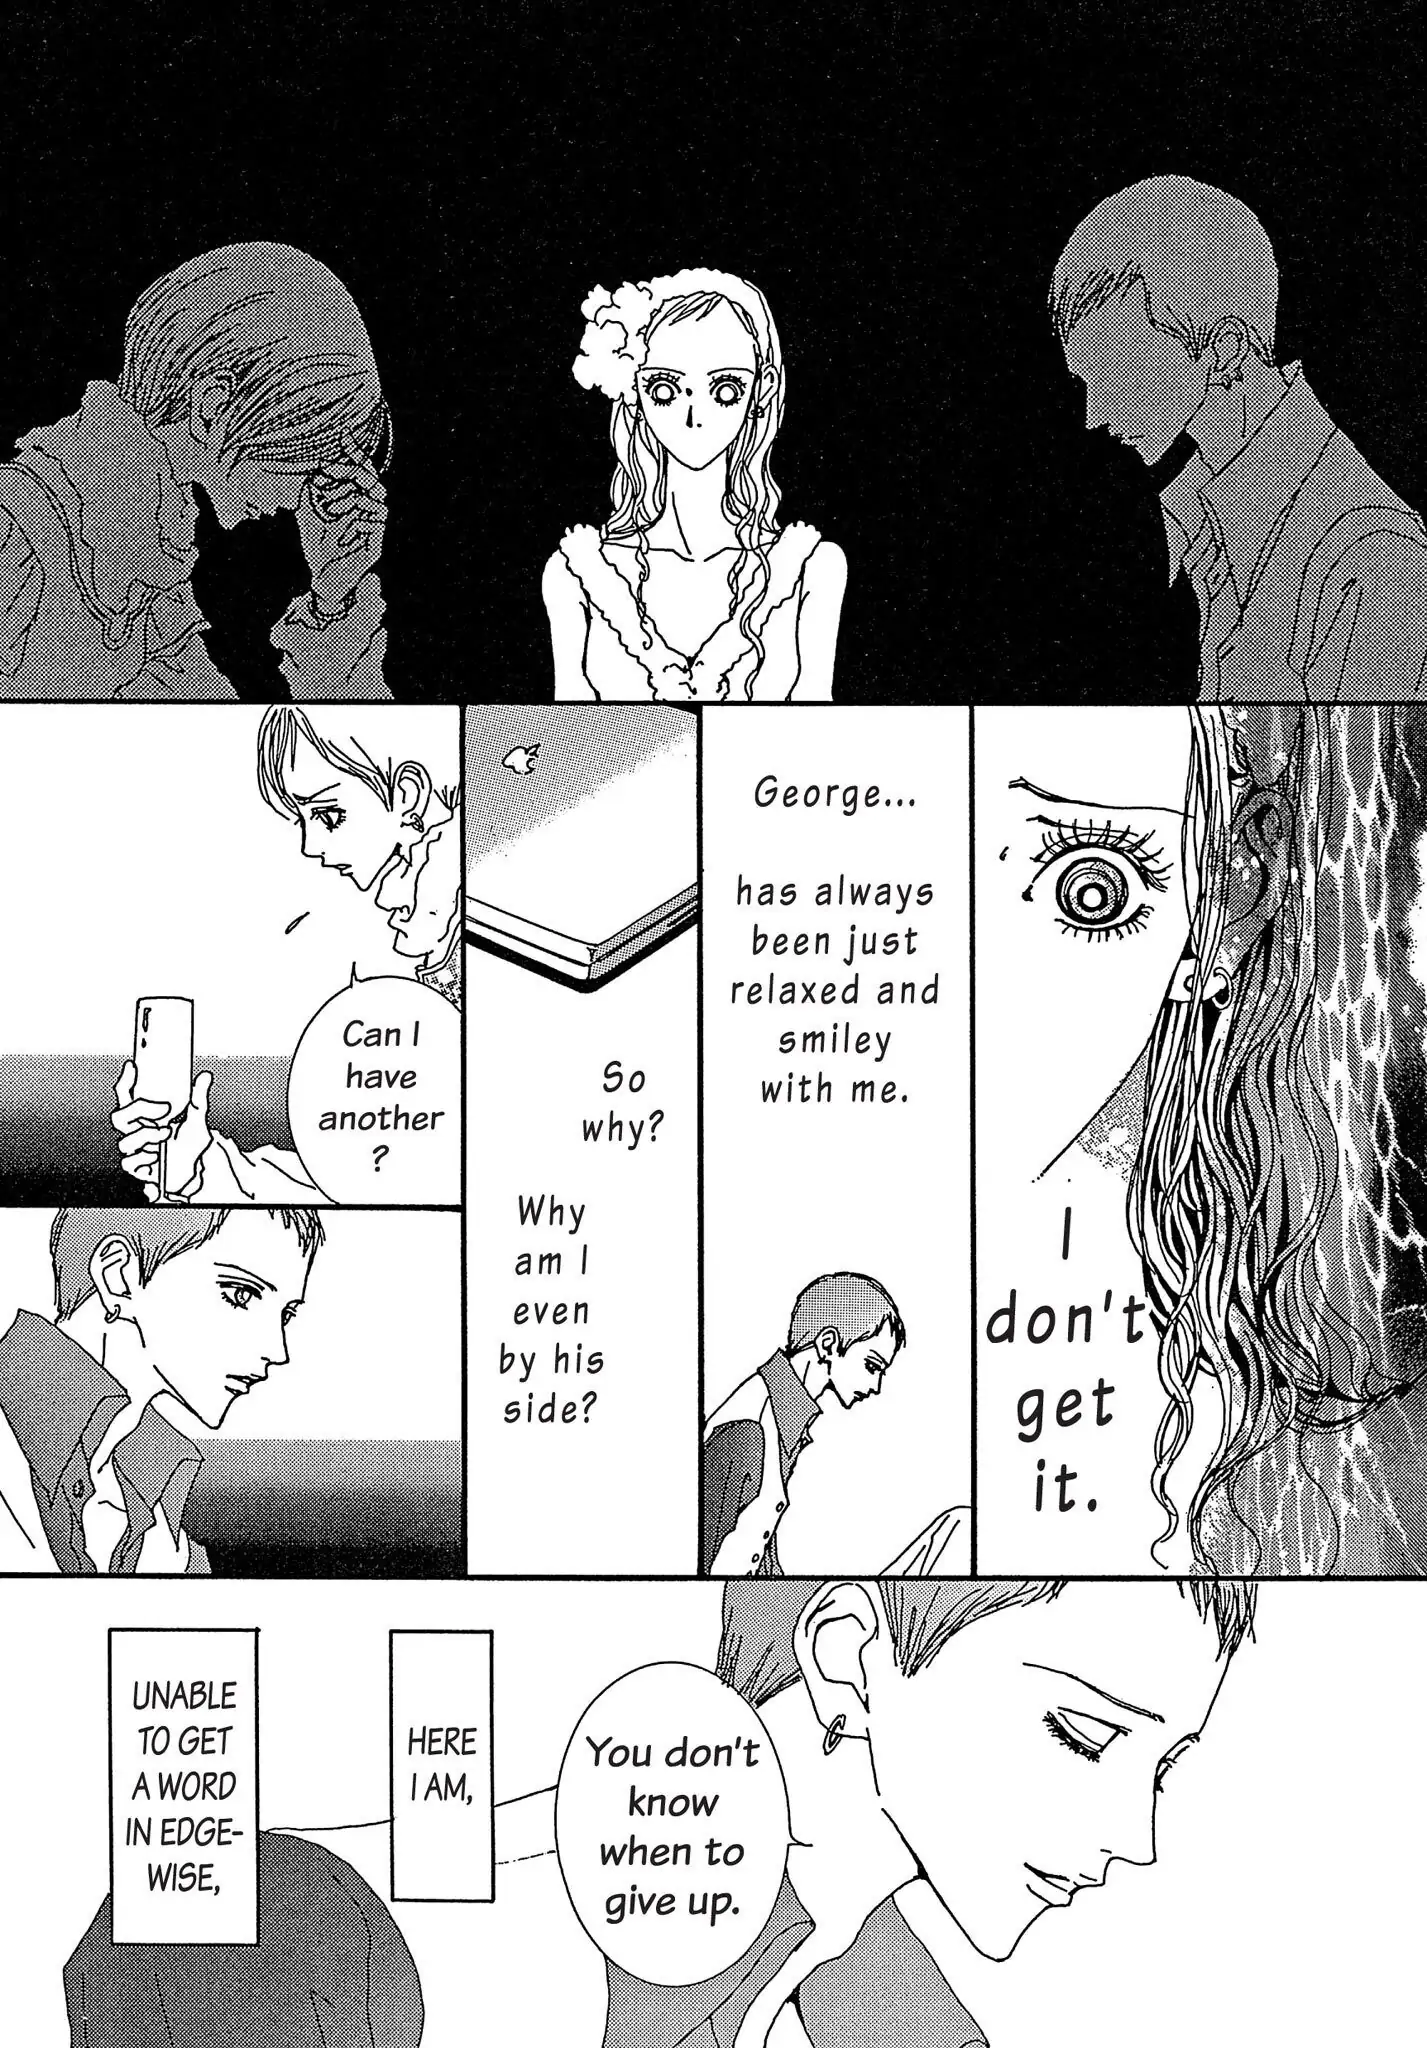 I
don't
get
it.
George...
has always
been just
relaxed and
smiley
with me.
So
why?
Why
am I
even
by his
side?
Can I
have
another
?
You don't
know
when to
give up.
HERE
I AM,
UNABLE
TO GET
A WORD
IN EDGE-
WISE,